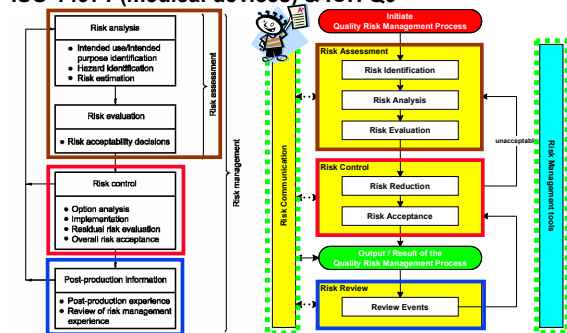 Risk analysis
● Intended use/Intended
purpose identification
● Hazard identification
● Risk estimation
Risk evaluation
● Risk acceptability decisions
Risk assessment
Risk control
● Option analysis
● Implementation
● Residual risk evaluation
● Overall risk acceptance
Post-production information
● Post-production experience
● Review of risk management
experience
Risk management
A+
Initiate
Quality Risk Management Process
Risk Assessment
Risk Identification
Risk Analysis
Risk Evaluation
unacceptabl
Risk Control
Risk Reduction
Risk Acceptance
Output / Result of the
Quality Risk Management Process
Risk Review
Review Events
Risk Communication
Risk Management tools